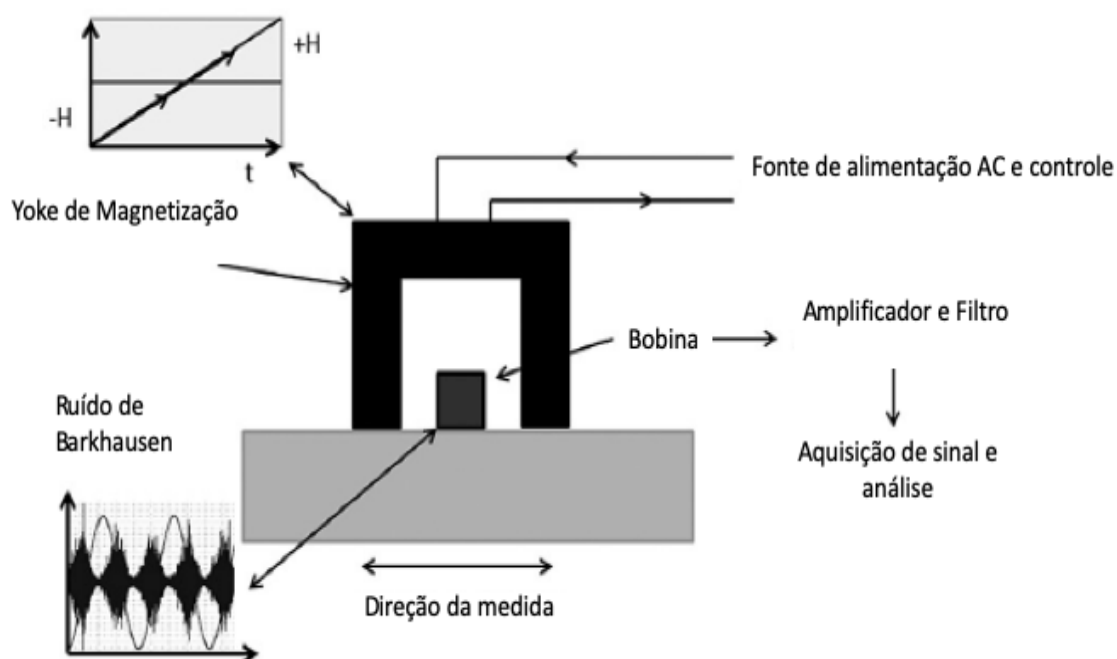 +H
-H
t
Yoke de Magnetização
Fonte de alimentação AC e controle
Amplificador e Filtro
Bobina
Ruído de
Barkhausen
Aquisição de sinal e
análise
Direção da medida